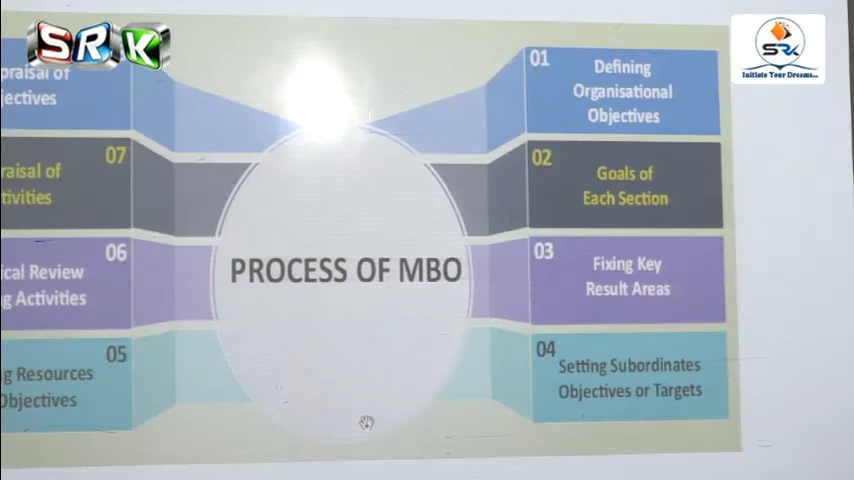 SRK
SRK
Initiate Your Dreams...
01
Defining
Organisational
Objectives
02
Goals of
Each Section
03
Fixing Key
Result Areas
04
Setting Subordinates
Objectives or Targets
PROCESS OF MBO
praisal of
jectives
07
raisal of
tivities
06
ical Review
g Activities
05
g Resources
Objectives